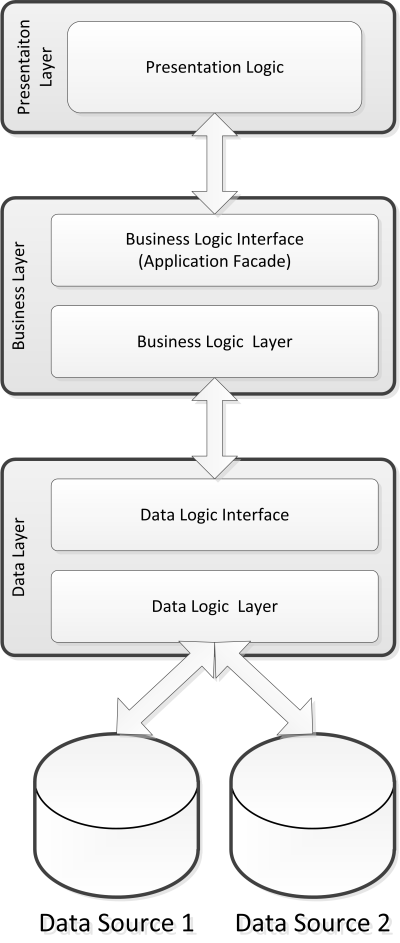 Presentaiton
Layer
Presentation Logic
Business Layer
Business Logic Interface
(Application Facade)
Business Logic  Layer
Data Layer
Data Logic Interface
Data Logic  Layer
Data Source 1
Data Source 2